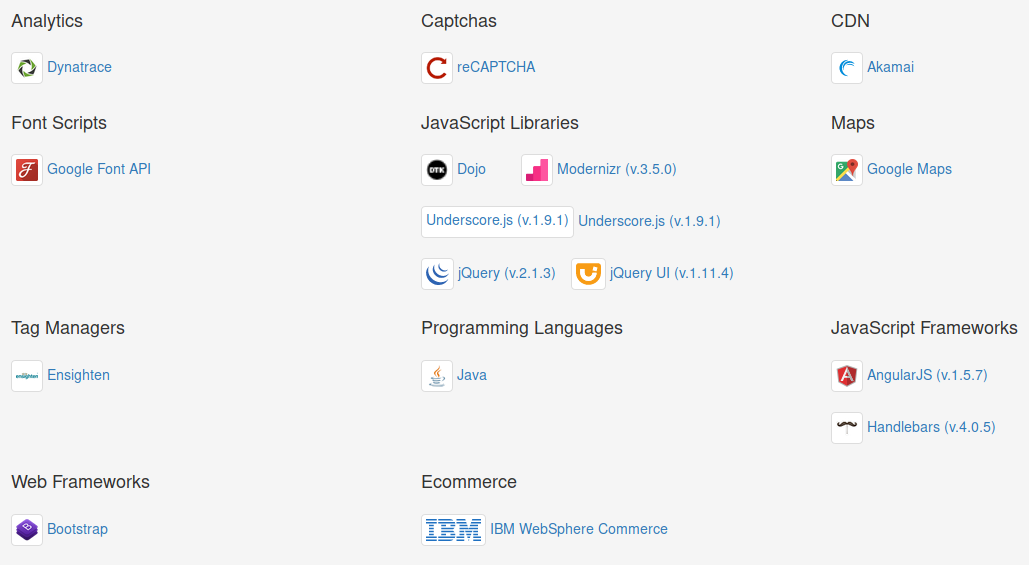 Analytics
Captchas
CDN
Dynatrace
reCAPTCHA
Akamai
Font Scripts
JavaScript Libraries
Maps
Google Font API
DTK Dojo
Modernizr (v.3.5.0)
Google Maps
Underscore.js (v.1.9.1) Underscore.js (v.1.9.1)
jQuery (v.2.1.3)
jQuery UI (v.1.11.4)
Tag Managers
Programming Languages
JavaScript Frameworks
ensighten Ensighten
Java
AngularJS (v.1.5.7)
Handlebars (v.4.0.5)
Web Frameworks
Ecommerce
Bootstrap
IBM IBM WebSphere Commerce